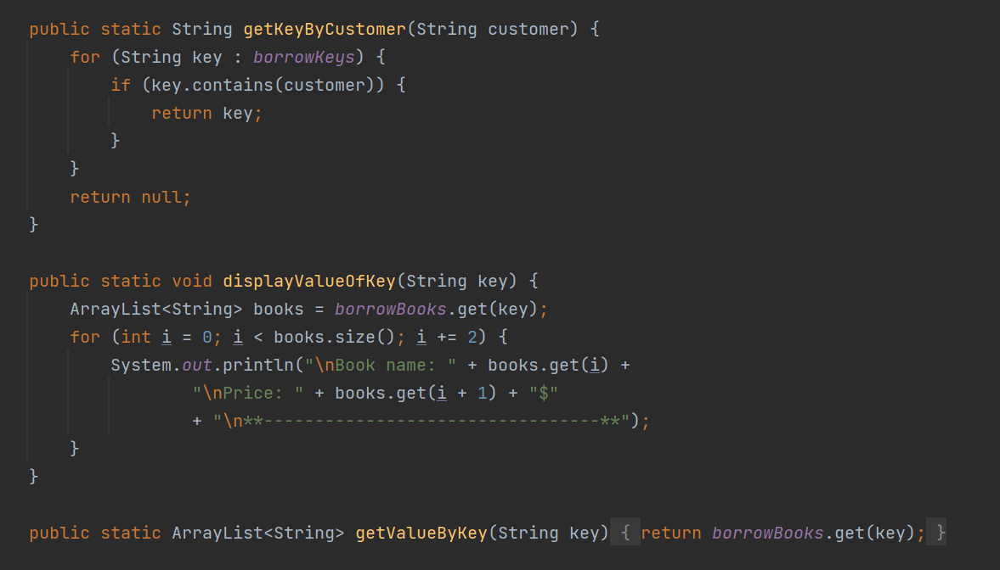 public static String getKeyByCustomer(String customer) {
    for (String key : borrowKeys) {
        if (key.contains(customer)) {
            return key;
        }
    }
    return null;
}
public static void displayValueOfKey(String key) {
    ArrayList<String> books = borrowBooks.get(key);
    for (int i = 0; i < books.size(); i += 2) {
        System.out.println("\nBook name: " + books.get(i) +
                "\nPrice: " + books.get(i + 1) + "$"
                + "\n**---------------------------------**");
    }
}
public static ArrayList<String> getValueByKey(String key) { return borrowBooks.get(key); }